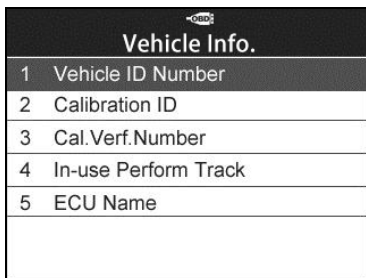 OBD
Vehicle Info.
1 Vehicle ID Number
2 Calibration ID
3 Cal.Verf.Number
4 In-use Perform Track
5 ECU Name